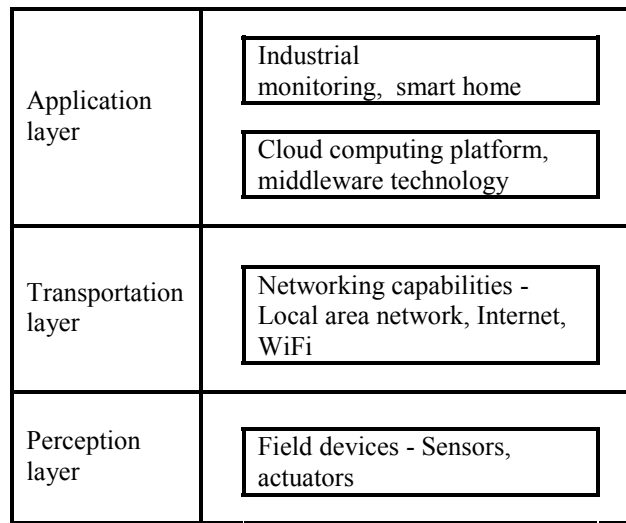 Application
layer
Industrial
monitoring, smart home
Cloud computing platform,
middleware technology
Transportation
layer
Networking capabilities -
Local area network, Internet,
WiFi
Perception
layer
Field devices - Sensors,
actuators